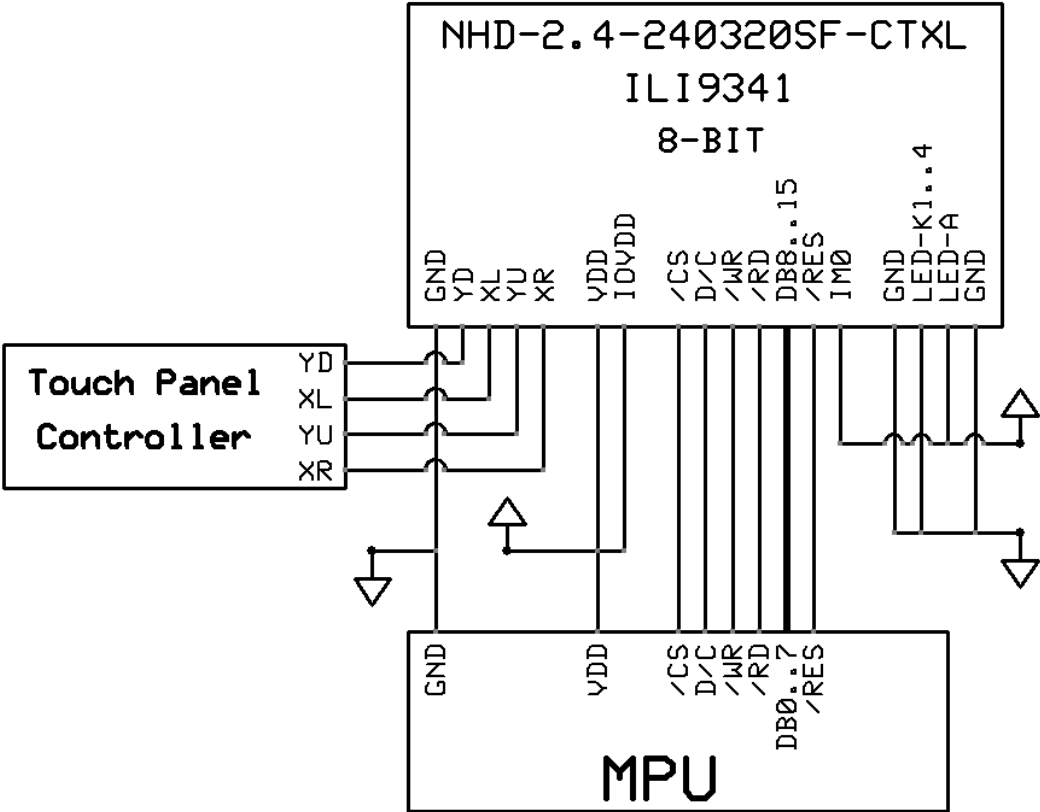 NHD-2.4-240320SF-CTXL
ILI9341
8-BIT
GND
YD
XL
YU
XR
VDD
IOVDD
/CS
D/C
/WR
/RD
DB8..15
/RES
IM0
GND
LED-K1..4
LED-A
GND
Touch Panel
Controller
YD
XL
YU
XR
GND
VDD
/CS
D/C
/WR
/RD
DB0..7
/RES
MPU